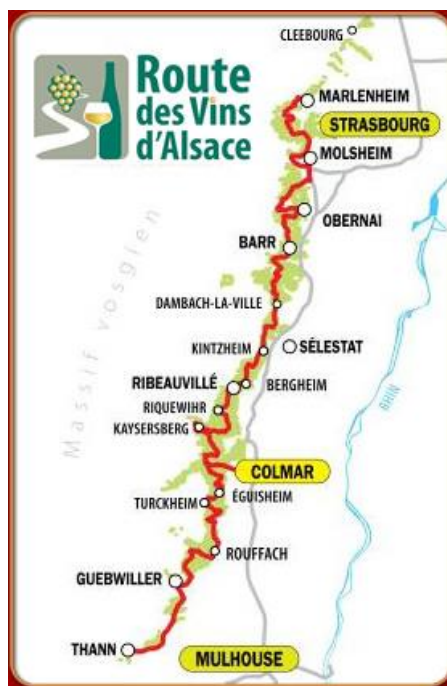 CLEEBOURG
Route
des Vins
d'Alsace
MARLENHEIM
STRASBOURG
MOLSHEIM
OBERNAI
BARR
Massif vosgien
DAMBACH-LA-VILLE
RHIN
KINTZHEIM
SÉLESTAT
RIBEAUVILLÉ
BERGHEIM
RIQUEWIHR
KAYSERSBERG
COLMAR
TURCKHEIM
ÉGUISHEIM
ROUFFACH
GUEBWILLER
THANN
MULHOUSE